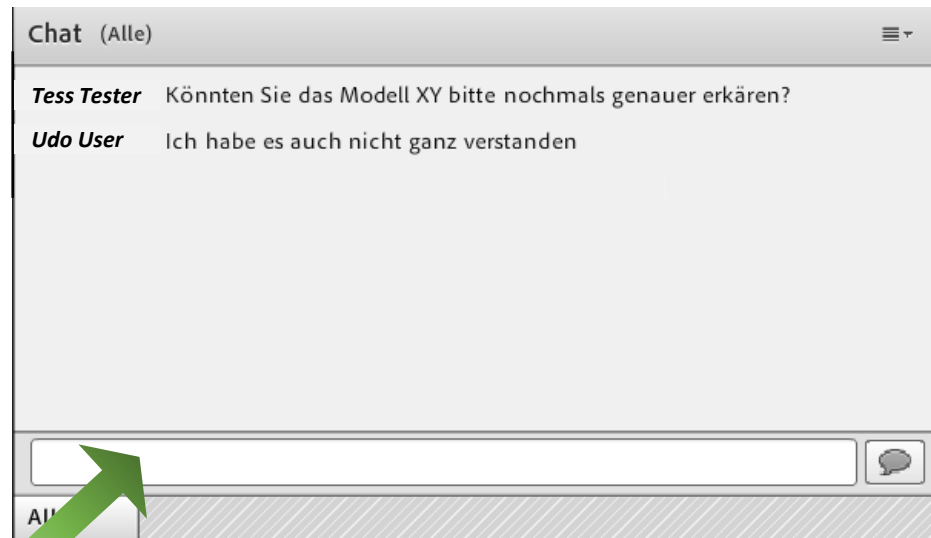 Chat (Alle)
Tess Tester Könnten Sie das Modell XY bitte nochmals genauer erkären?
Udo User Ich habe es auch nicht ganz verstanden